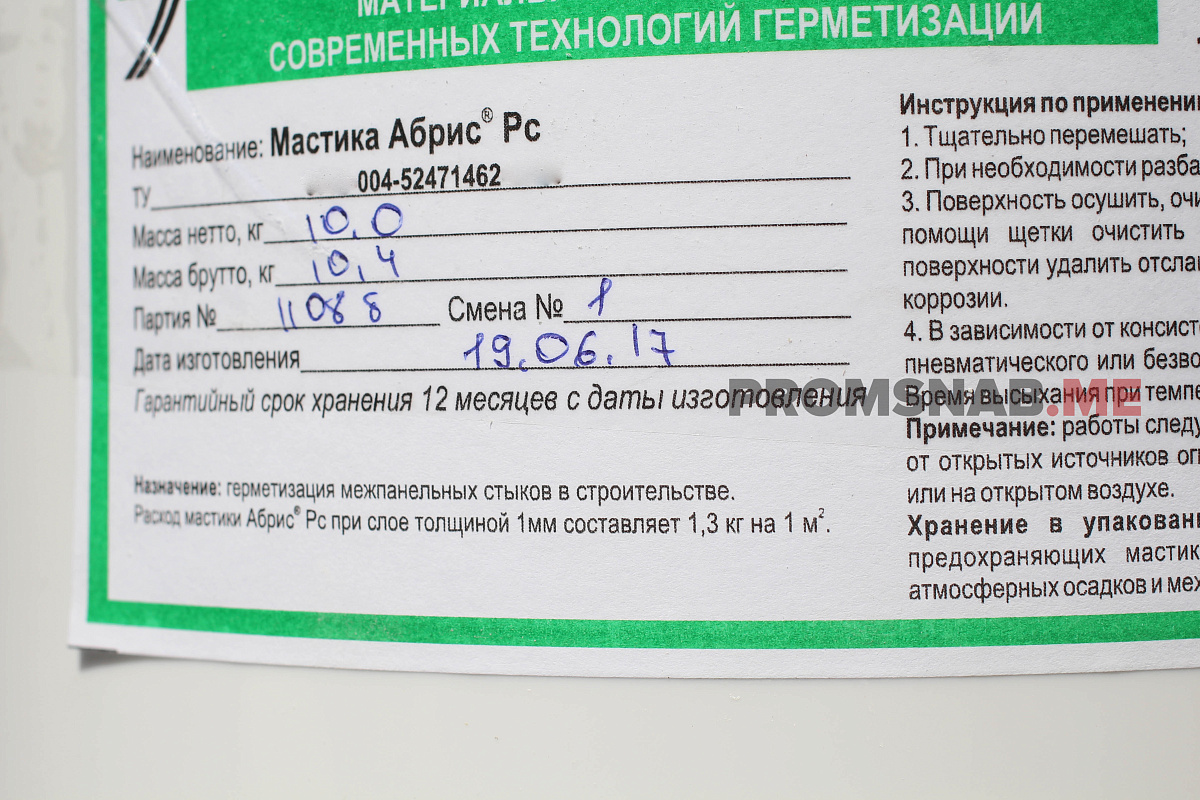 МАТЕРИАЛЫ
СОВРЕМЕННЫХ ТЕХНОЛОГИЙ ГЕРМЕТИЗАЦИИ
Наименование: Мастика Абрис® Рс
ТУ 004-52471462
Масса нетто, кг 10.0
Масса брутто, кг 10,4
Партия № 11088 Смена № 1
Дата изготовления 19.06.17
Гарантийный срок хранения 12 месяцев с даты изготовления
Назначение: герметизация межпанельных стыков в строительстве.
Расход мастики Абрис® Рс при слое толщиной 1мм составляет 1,3 кг на 1 м².
Инструкция по применени
1. Тщательно перемешать;
2. При необходимости разба
3. Поверхность осушить, очи
помощи щетки очистить
поверхности удалить отсла
коррозии.
4. В зависимости от консист
пневматического или безво
Время высыхания при темпе
Примечание: работы следу
от открытых источников ог
или на открытом воздухе.
Хранение в упакован
предохраняющих мастик
атмосферных осадков и мех
PROMSNAB.ME